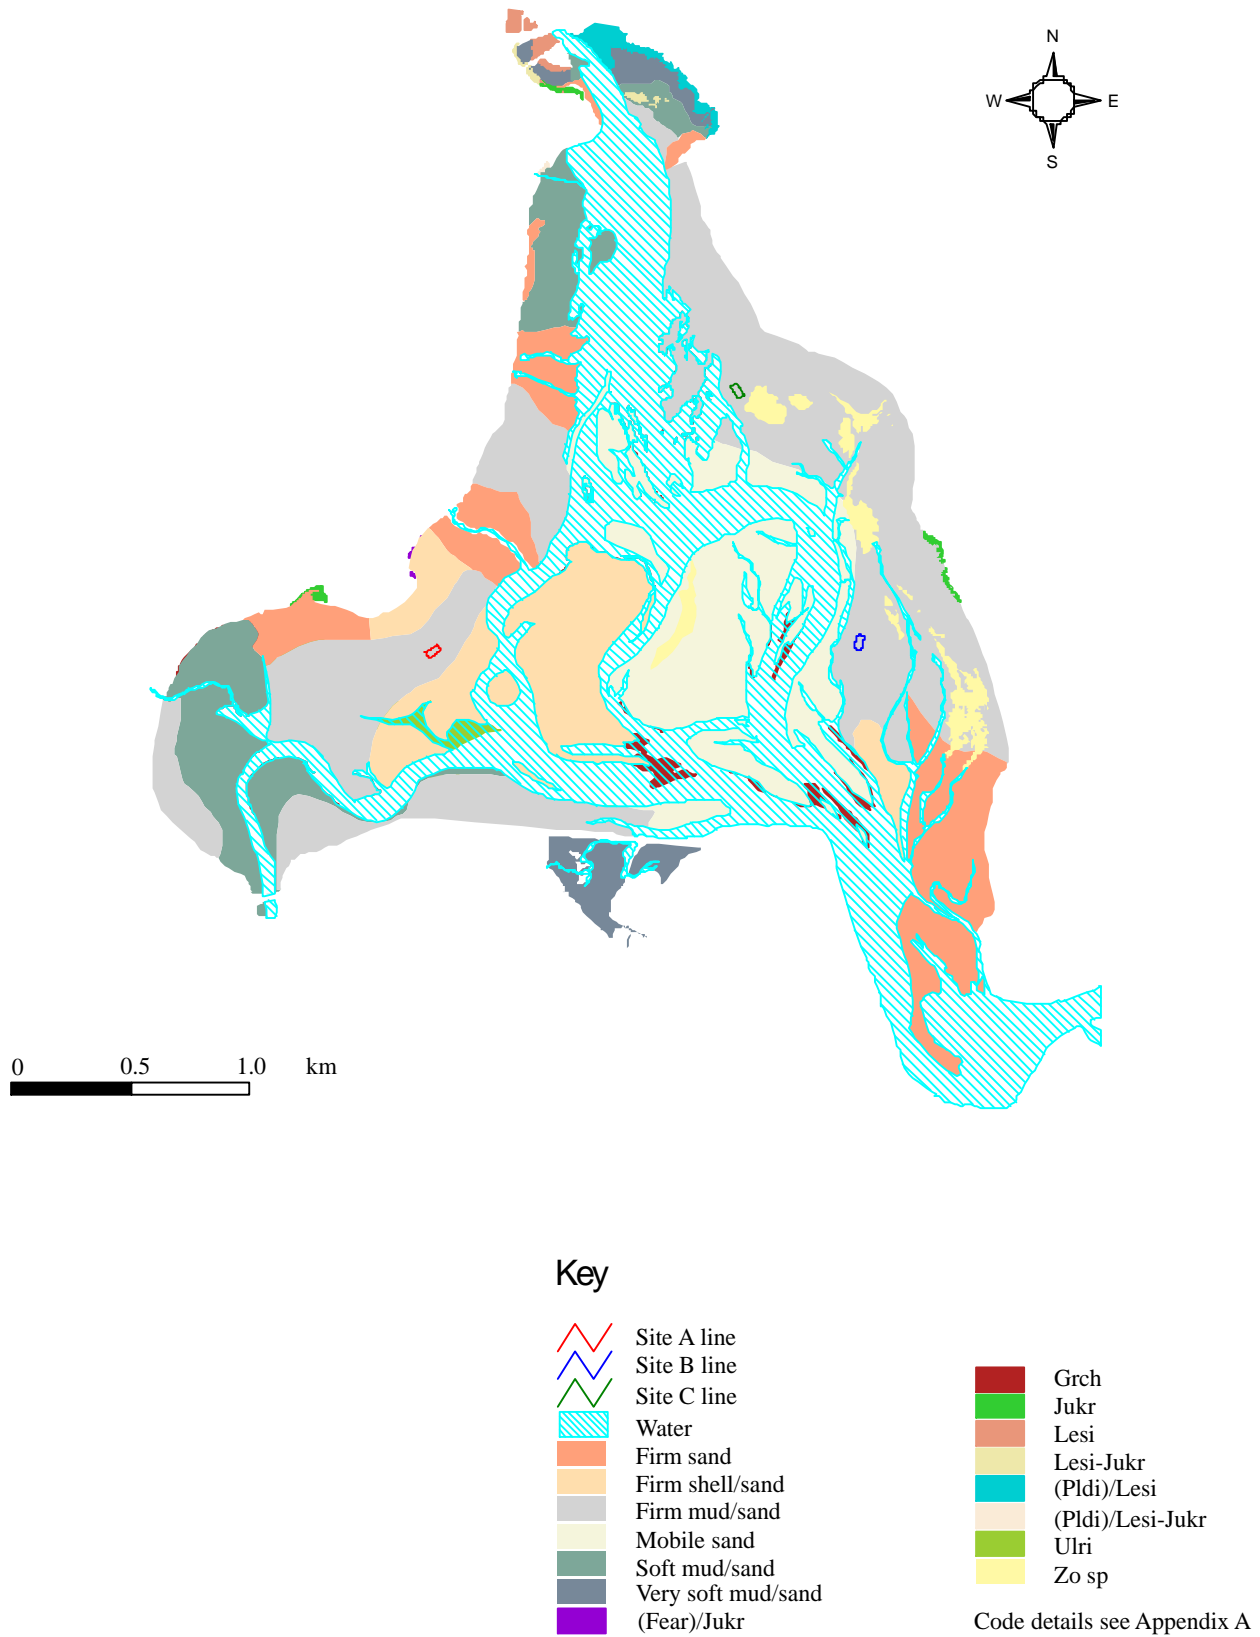 N
W E
S
0 0.5 1.0 km
Key
Site A line
Site B line
Site C line
Water
Firm sand
Firm shell/sand
Firm mud/sand
Mobile sand
Soft mud/sand
Very soft mud/sand
(Fear)/Jukr
Grch
Jukr
Lesi
Lesi-Jukr
(Pldi)/Lesi
(Pldi)/Lesi-Jukr
Ulri
Zo sp
Code details see Appendix A